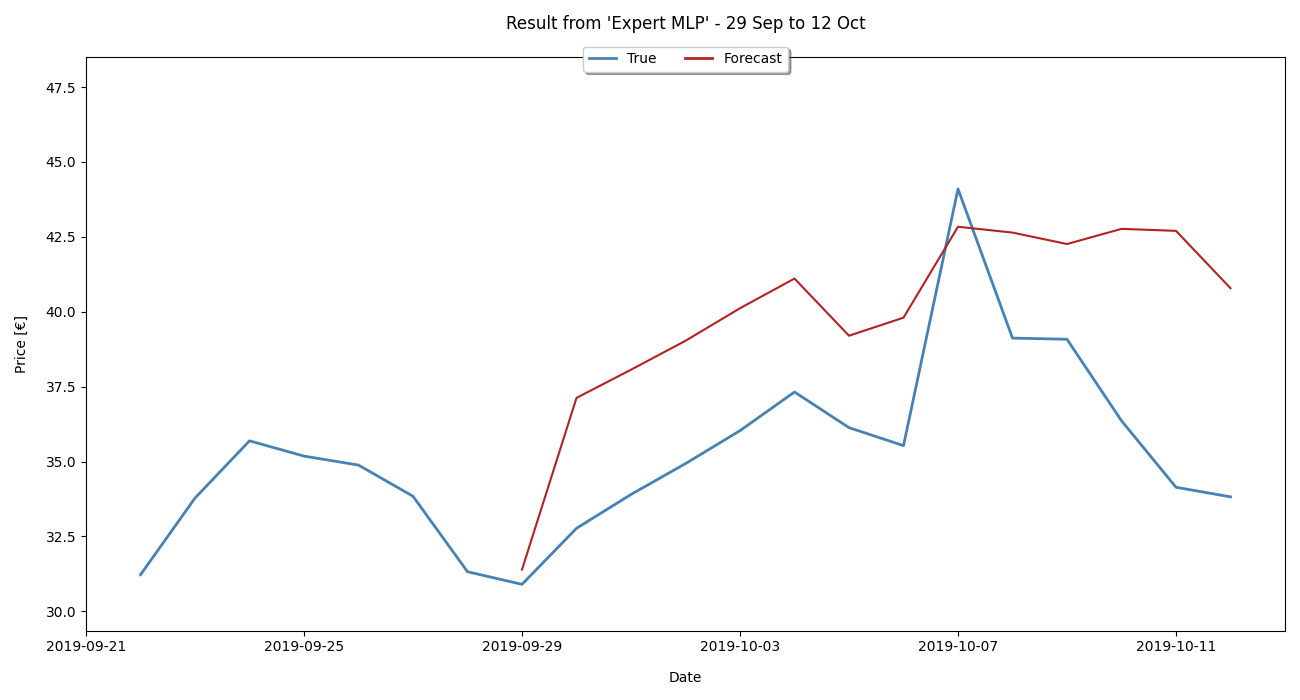 Result from 'Expert MLP' - 29 Sep to 12 Oct
True Forecast
47.5
45.0
42.5
40.0
37.5
35.0
32.5
30.0
Price [€]
2019-09-21 2019-09-25 2019-09-29 2019-10-03 2019-10-07 2019-10-11
Date